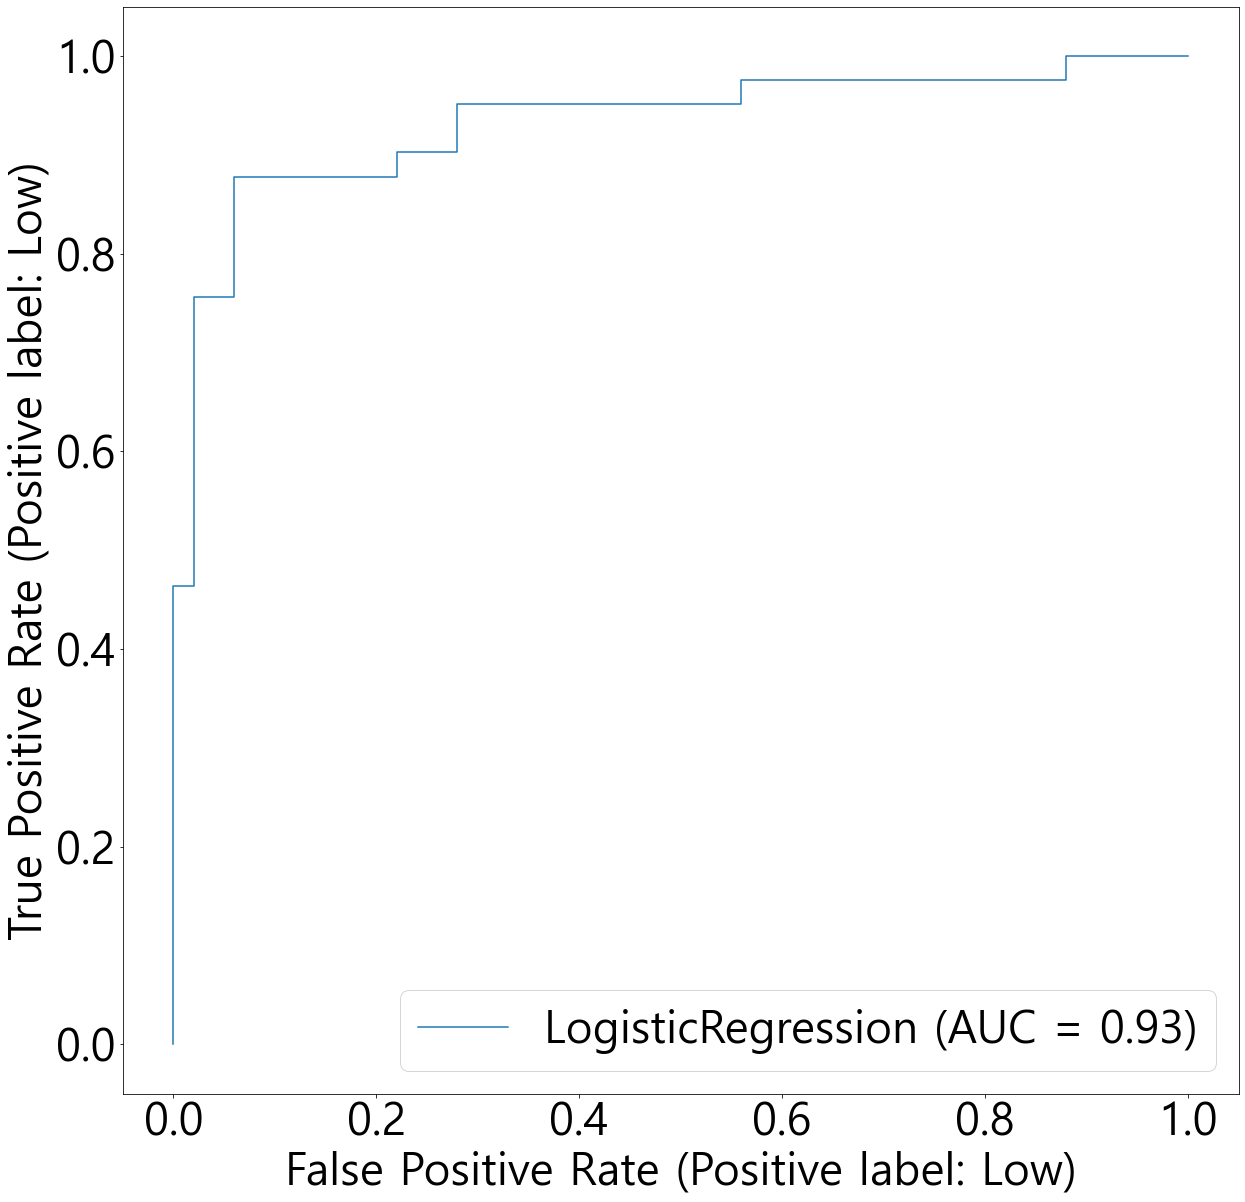 True Positive Rate (Positive label: Low)
1.0
0.8
0.6
0.4
0.2
0.0
LogisticRegression (AUC = 0.93)
0.0 0.2 0.4 0.6 0.8 1.0
False Positive Rate (Positive label: Low)